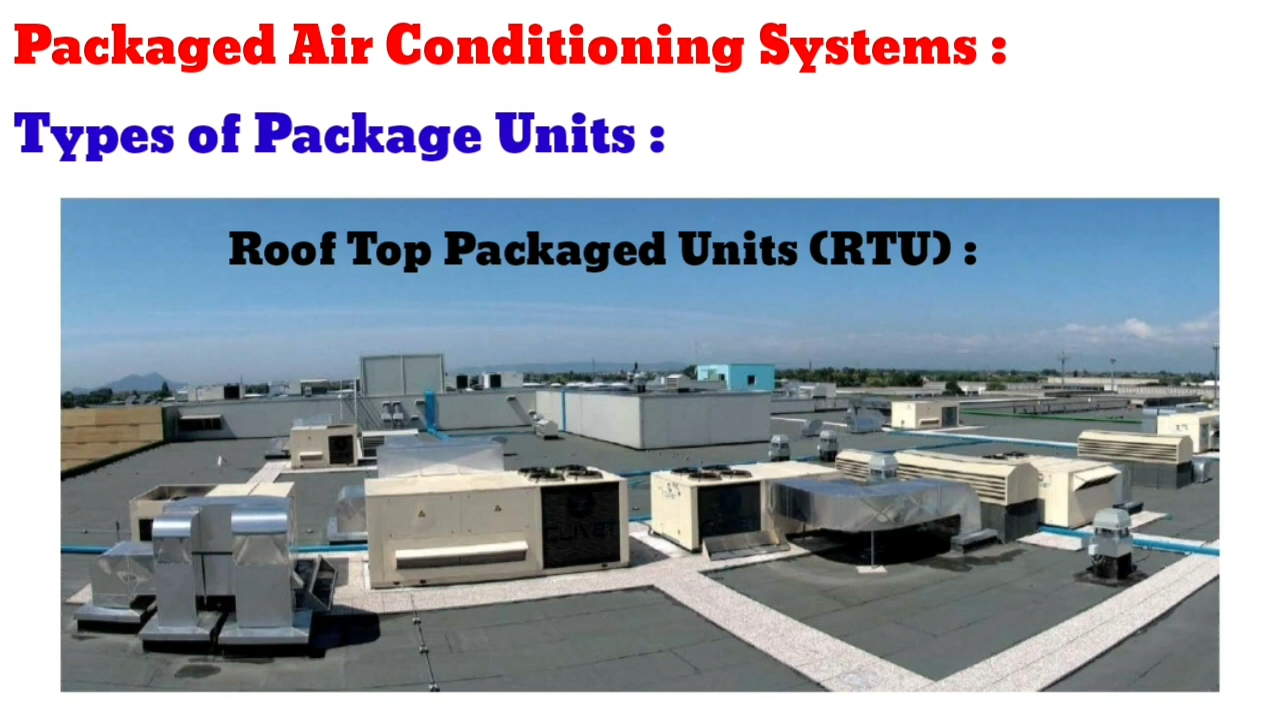 Packaged Air Conditioning Systems :
Types of Package Units :
Roof Top Packaged Units (RTU) :